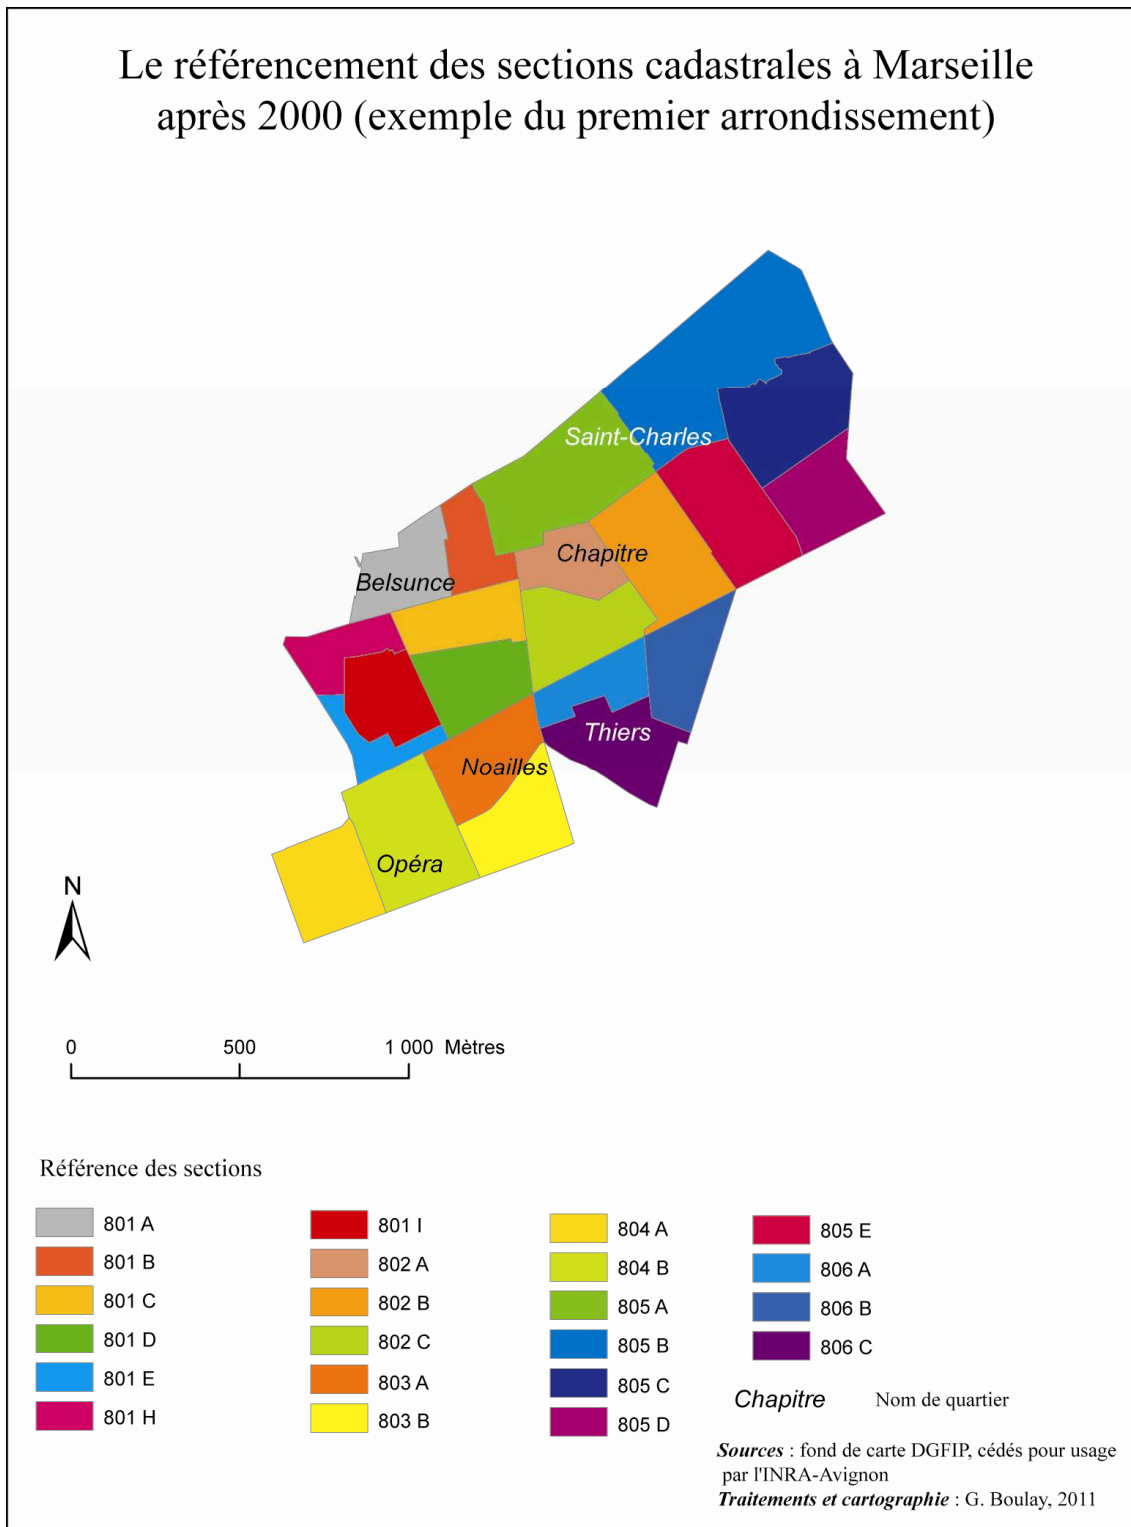 Le référencement des sections cadastrales à Marseille
après 2000 (exemple du premier arrondissement)
Saint-Charles
Chapitre
Belsunce
Thiers
Noailles
Opéra
N
0 500 1 000 Mètres
Référence des sections
801 A
801 B
801 C
801 D
801 E
801 H
801 I
802 A
802 B
802 C
803 A
803 B
804 A
804 B
805 A
805 B
805 C
805 D
805 E
806 A
806 B
806 C
Chapitre Nom de quartier
Sources : fond de carte DGFIP, cédés pour usage
par l'INRA-Avignon
Traitements et cartographie : G. Boulay, 2011